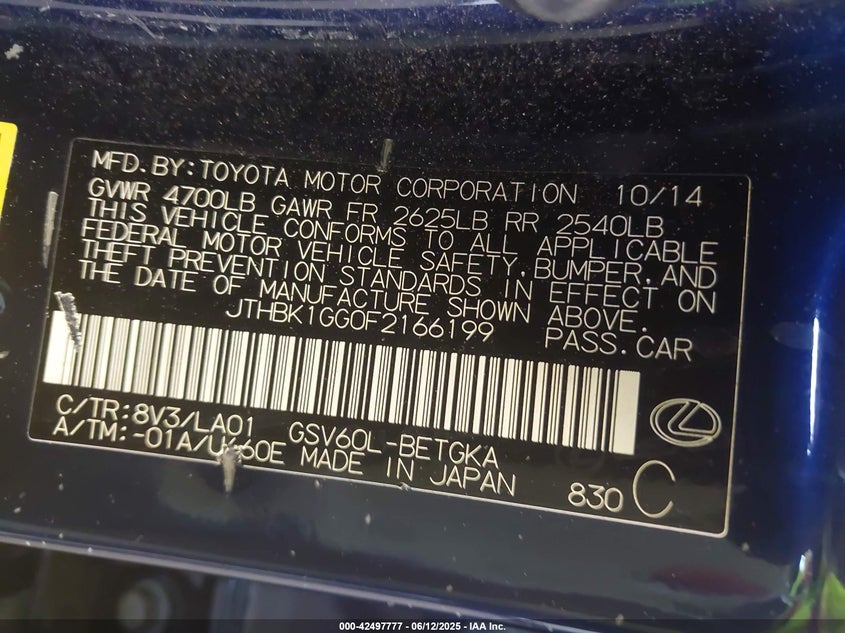 MFD.BY:TOYOTA MOTOR CORPORATION 10/14
GVWR 4700LB GAWR FR 2625LB RR 2540LB
THIS VEHICLE CONFORMS TO ALL APPLICABLE
FEDERAL MOTOR VEHICLE SAFETY,BUMPER,AND
THEFT PREVENTION STANDARDS IN EFFECT ON
THE DATE OF MANUFACTURE SHOWN ABOVE.
JTHBK1GG0F2166199 PASS.CAR
C/TR:8V3/LA01 GSV60L-BETGKA
A/TM:-01A/U660E MADE IN JAPAN
830 C
000-42497777 - 06/12/2025 - IAA Inc.